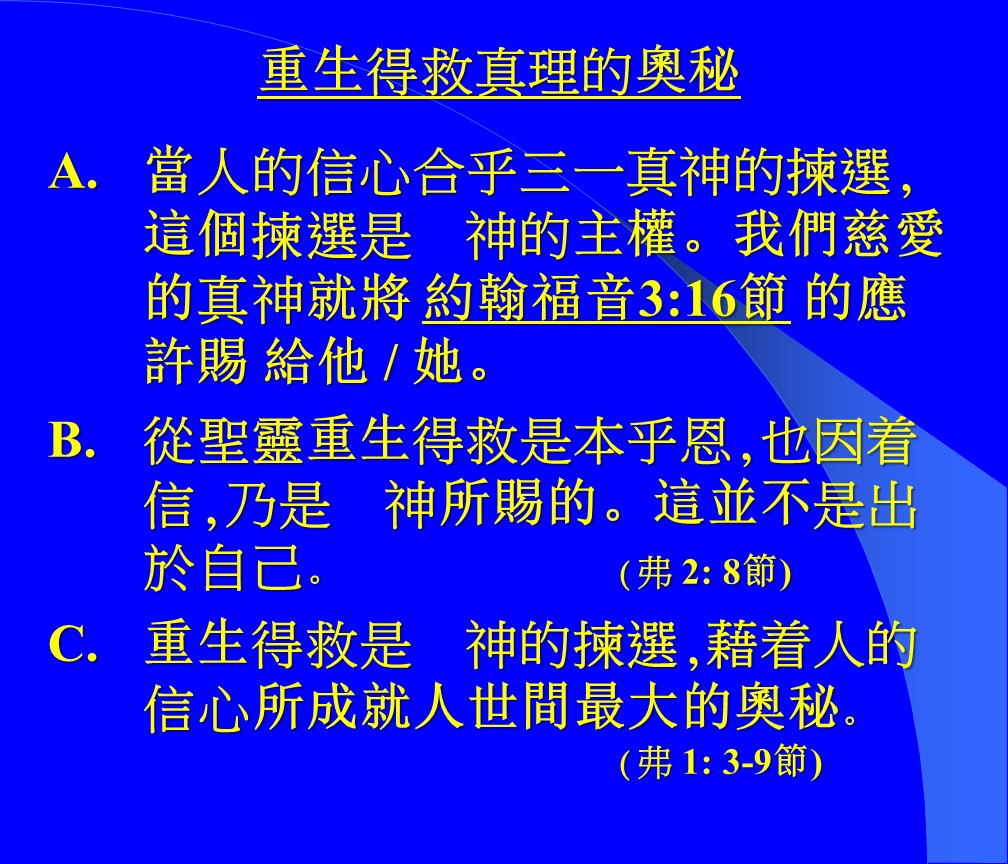 重生得救真理的奧秘
A. 當人的信心合乎三一真神的揀選,
這個揀選是　神的主權。我們慈愛
的真神就將 約翰福音3:16節 的應
許賜 給他 / 她。
B. 從聖靈重生得救是本乎恩,也因着
信,乃是　神所賜的。這並不是出
於自己。 (弗 2: 8節)
C. 重生得救是　神的揀選,藉着人的
信心所成就人世間最大的奧秘。
(弗 1: 3-9節)